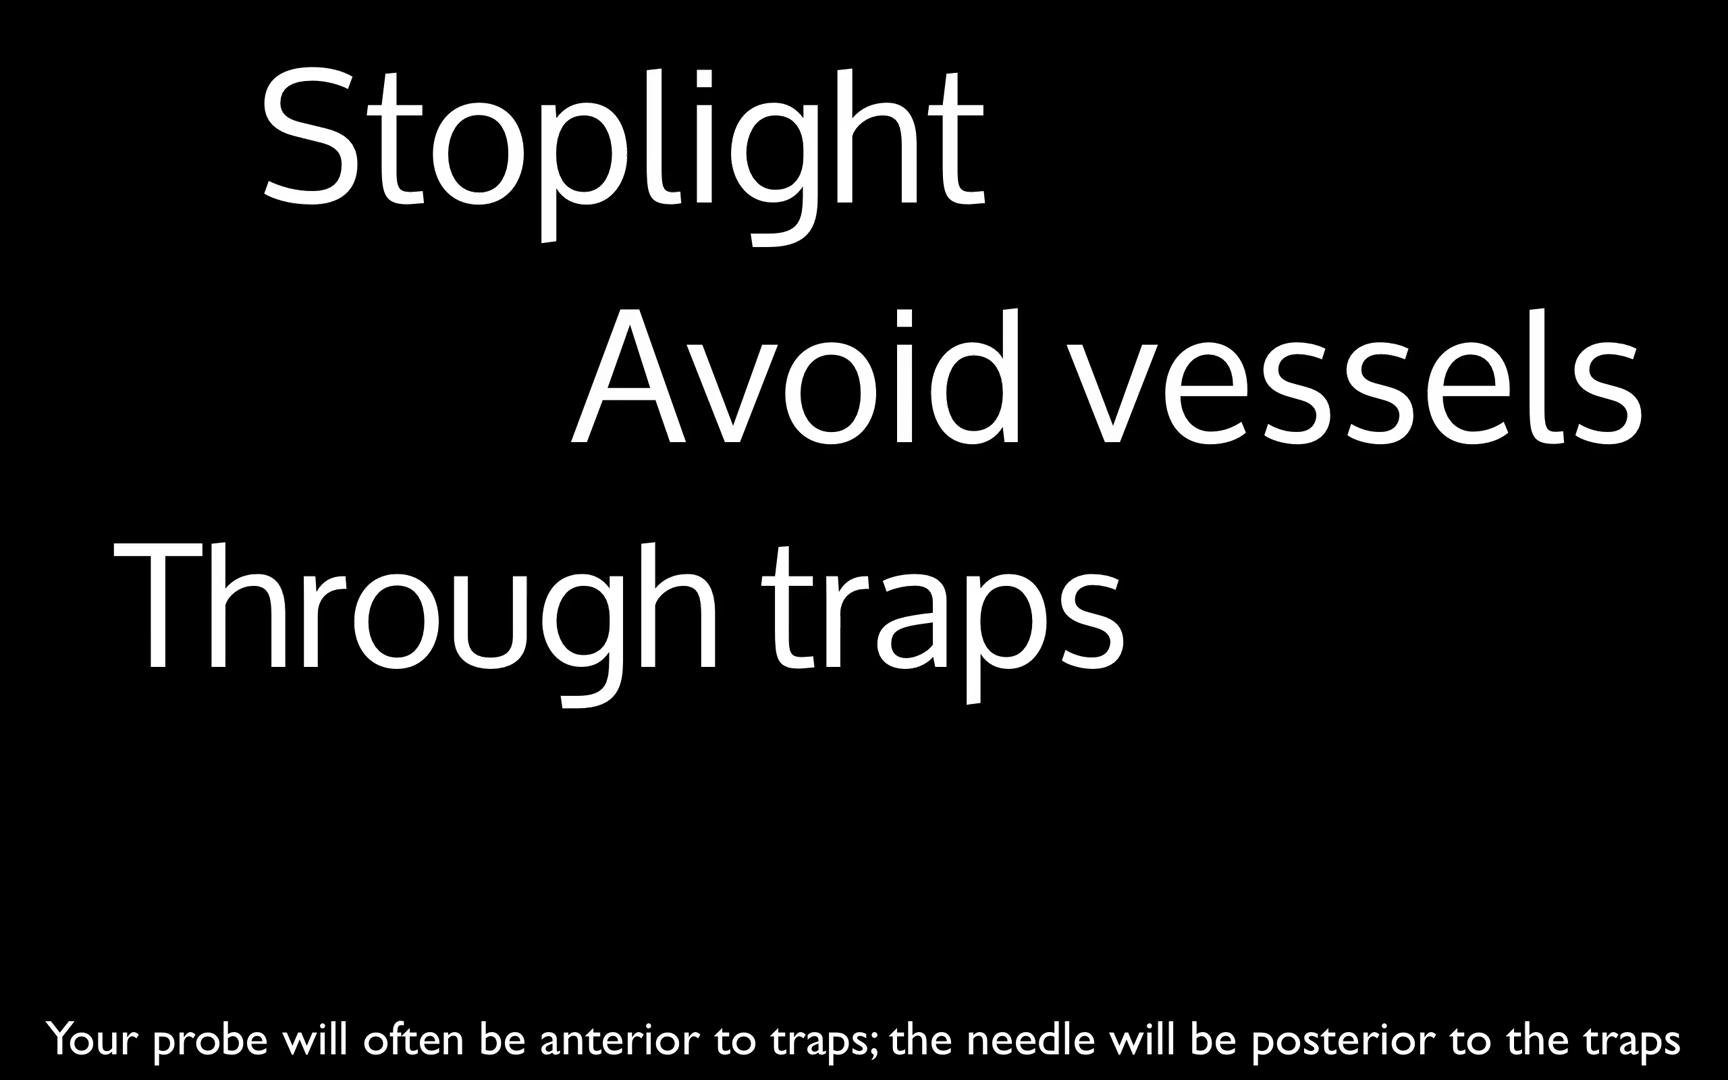 Stoplight
Avoid vessels
Through traps
Your probe will often be anterior to traps; the needle will be posterior to the traps